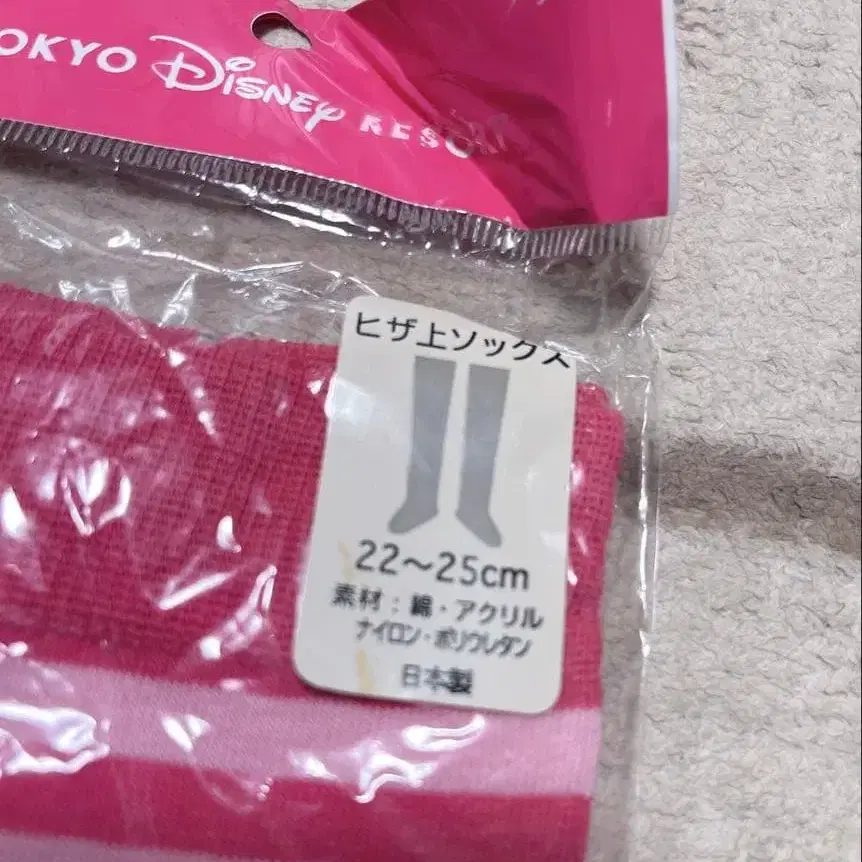 OKYO Disney RESORT
ヒザ上ソックス
22～25cm
素材：綿・アクリル
ナイロン・ポリウレタン
日本製